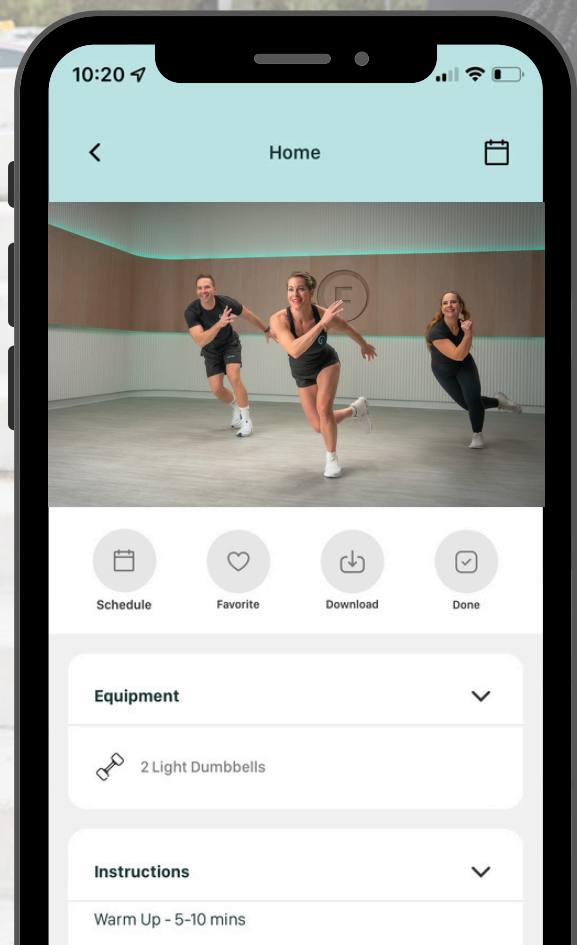 10:20
Home
F
Schedule
Favorite
Download
Done
Equipment
2 Light Dumbbells
Instructions
Warm Up - 5-10 mins